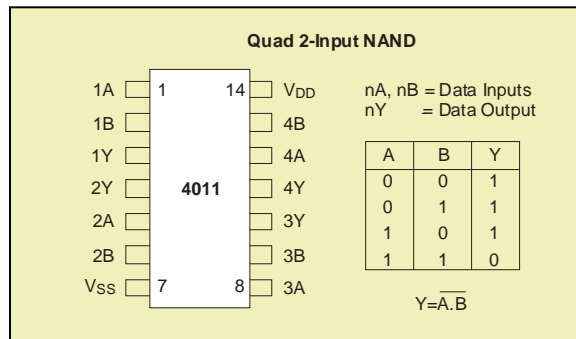 Quad 2-Input NAND
1A 1 14 VDD
1B 4B
1Y 4A
2Y 4011 4Y
2A 3Y
2B 3B
VSS 7 8 3A
nA, nB = Data Inputs
nY = Data Output
A B Y
0 0 1
0 1 1
1 0 1
1 1 0
Y=A̅.̅B̅